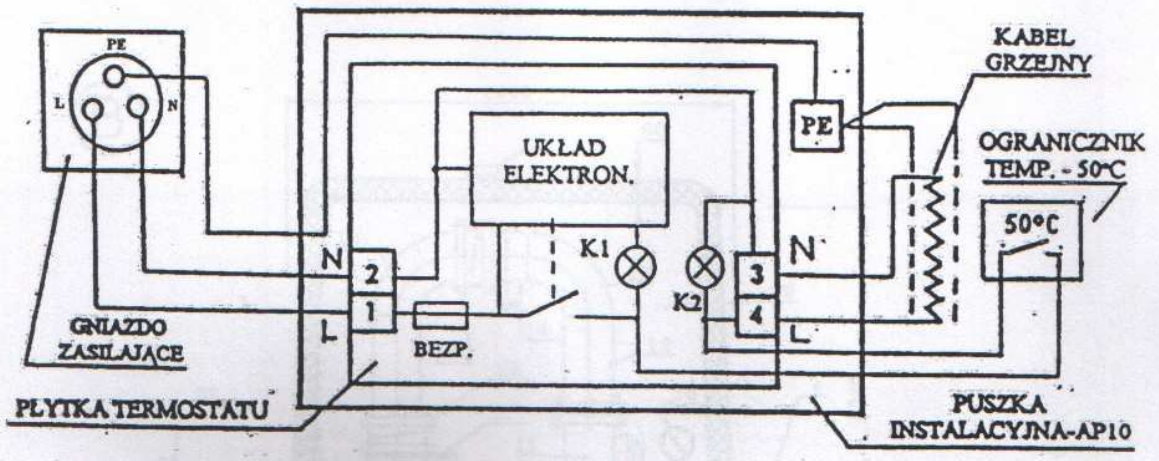 PE
L
N
GNIAZDO
ZASILAJĄCE
PŁYTKA TERMOSTATU
N
2
1
L
BEZP.
UKŁAD
ELEKTRON.
K1
K2
PE
3
N
4
L
KABEL
GRZEJNY
OGRANICZNIK
TEMP. - 50°C
50°C
PUSZKA
INSTALACYJNA-AP10